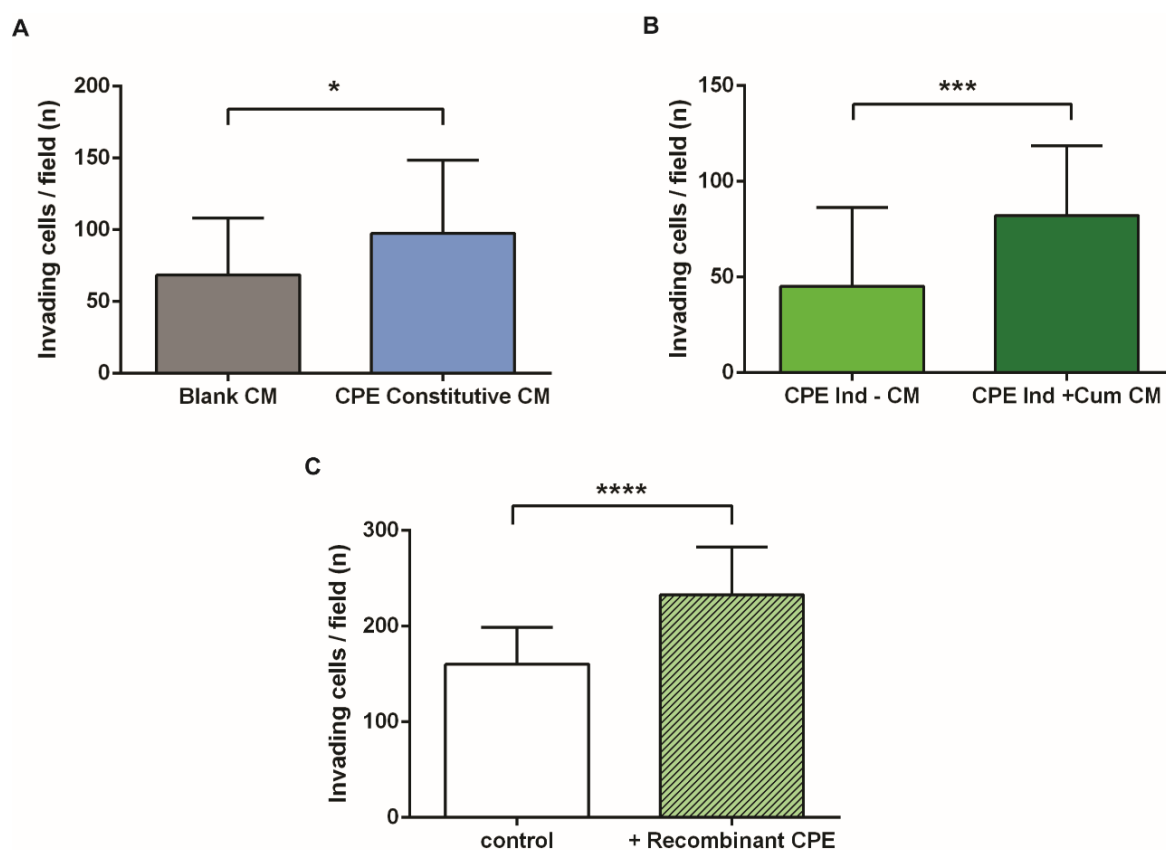 A
Invading cells / field (n)
200
150
100
50
0
*
Blank CM
CPE Constitutive CM
B
Invading cells / field (n)
150
100
50
0
***
CPE Ind - CM
CPE Ind +Cum CM
C
Invading cells / field (n)
300
200
100
0
****
control
+ Recombinant CPE